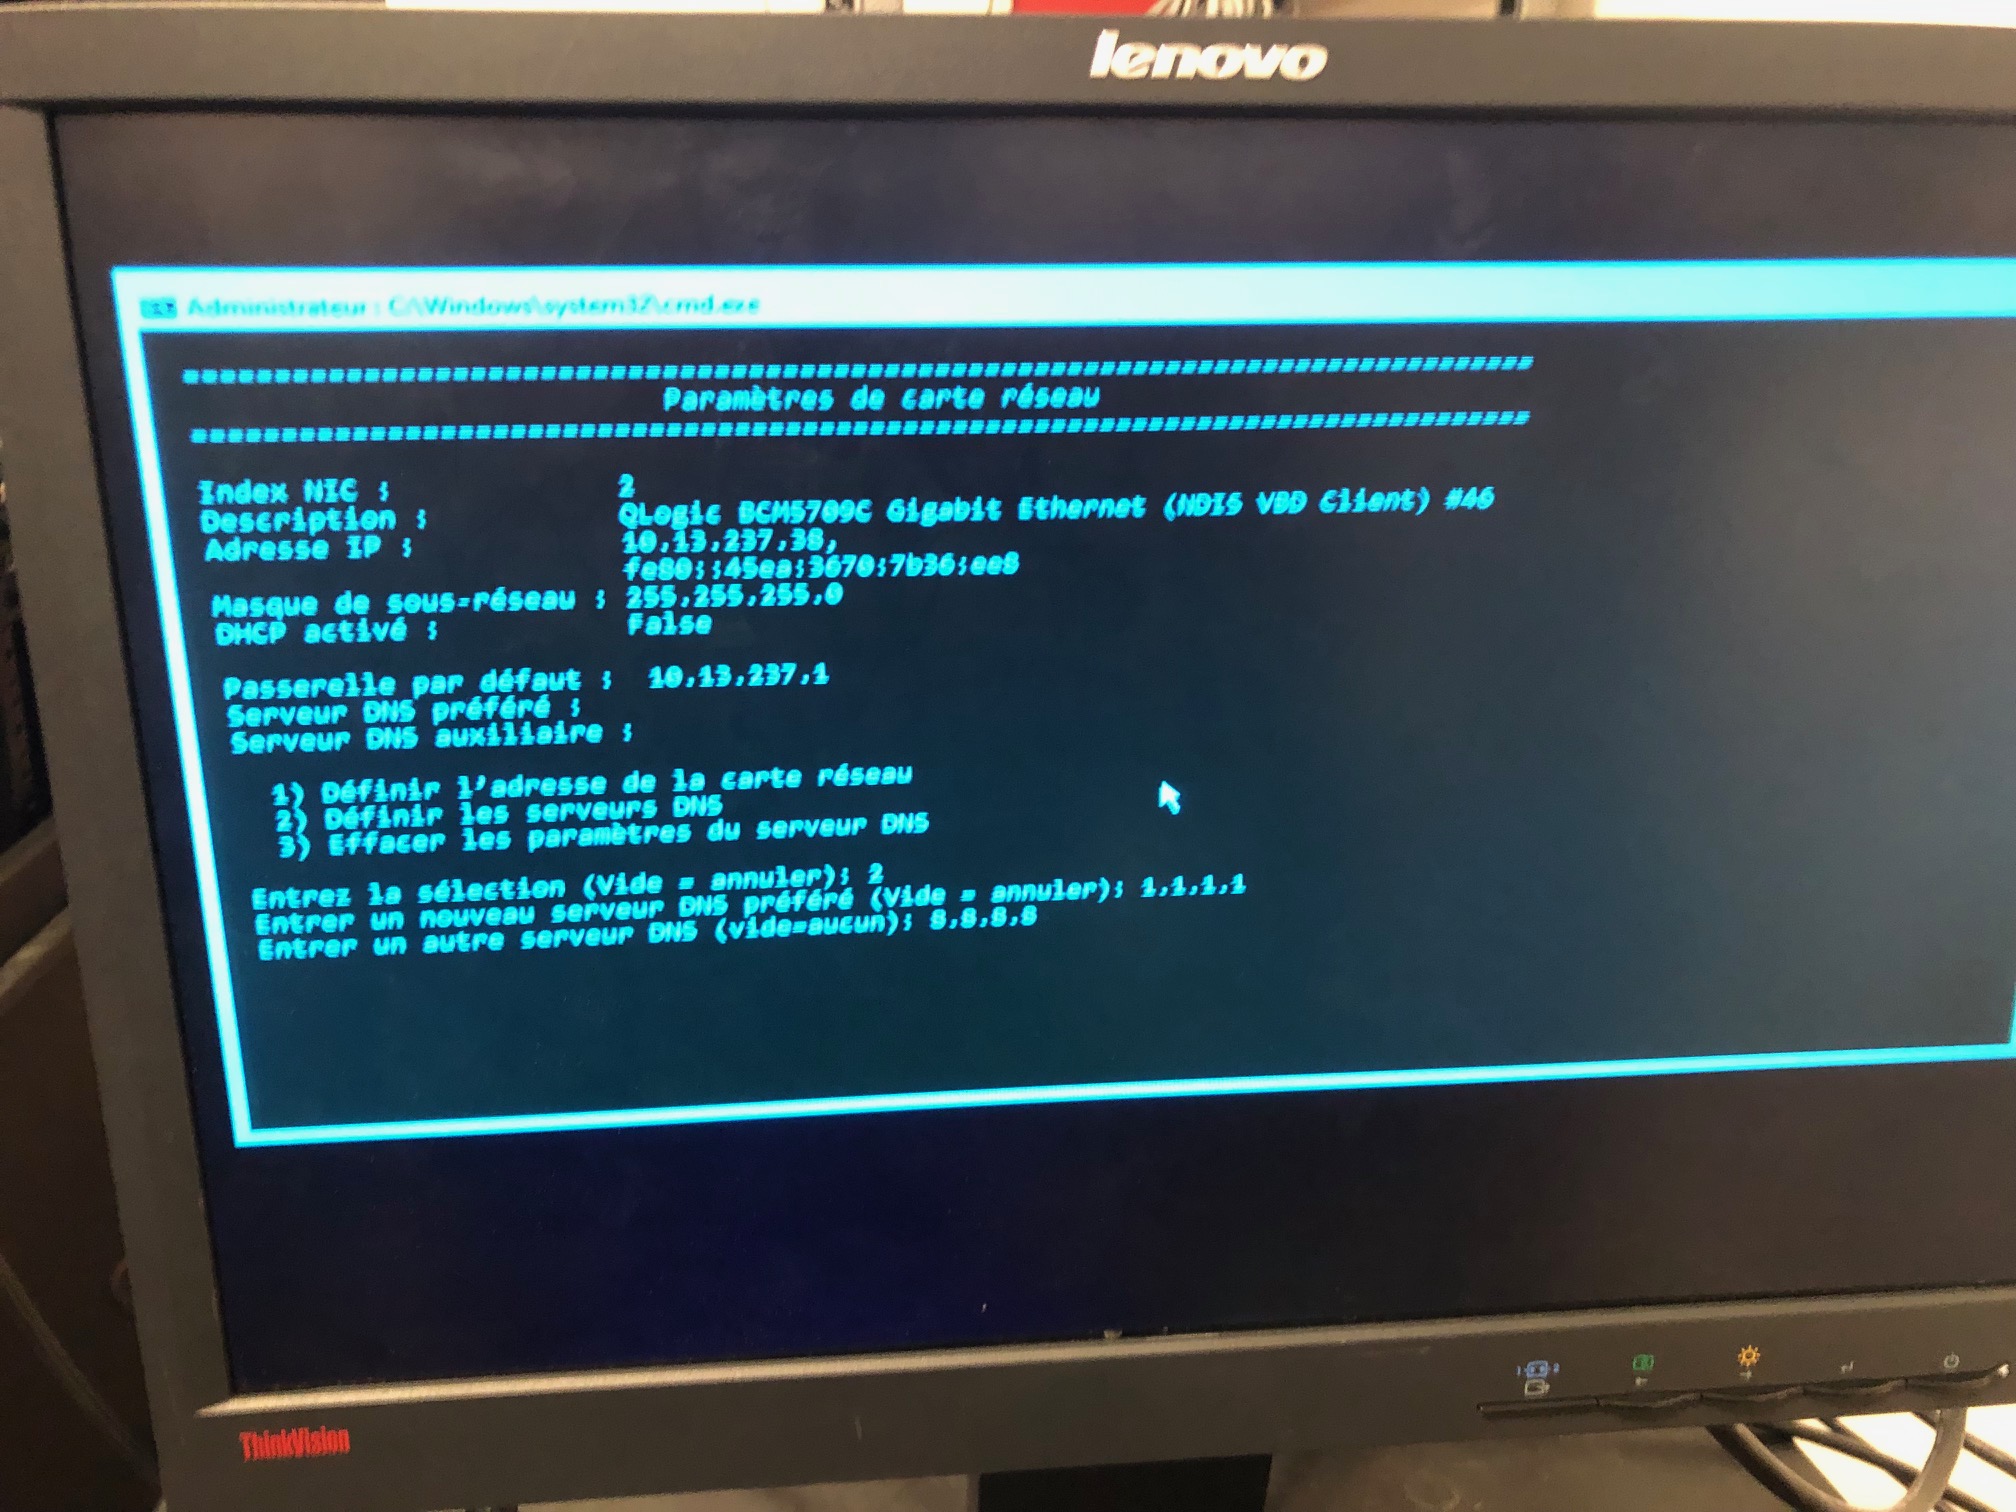 lenovo
Administrateur : C:\Windows\system32\cmd.exe
Paramètres de carte réseau
Index NIC : 2
Description : QLogic BCM5709C Gigabit Ethernet (NDIS VBD Client) #46
Adresse IP : 10.13.237.38,
fe80::45ea:3670:7b36:ee8
Masque de sous-réseau : 255.255.255.0
DHCP activé : False
Passerelle par défaut : 10.13.237.1
Serveur DNS préféré :
Serveur DNS auxiliaire :
1) Définir l'adresse de la carte réseau
2) Définir les serveurs DNS
3) Effacer les paramètres du serveur DNS
Entrez la sélection (Vide = annuler): 2
Entrer un nouveau serveur DNS préféré (Vide = annuler): 1.1.1.1
Entrer un autre serveur DNS (vide=aucun): 8.8.8.8
ThinkVision